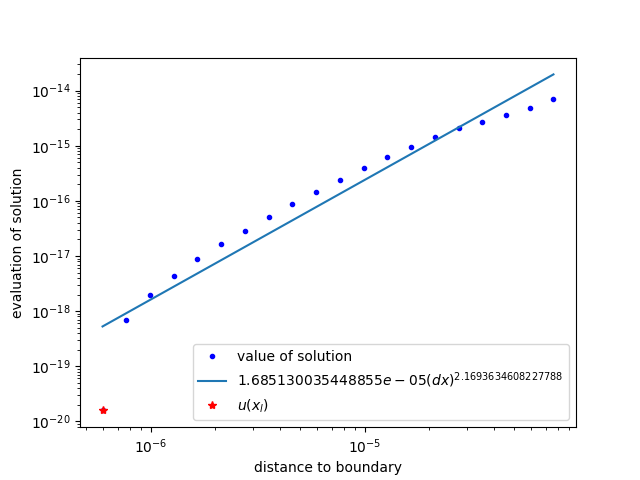 10^{-14}
10^{-15}
10^{-16}
10^{-17}
10^{-18}
10^{-19}
10^{-20}
evaluation of solution
value of solution
1.685130035448855e − 05(dx)^{2.1693634608227788}
u(x_I)
10^{-6} 10^{-5}
distance to boundary